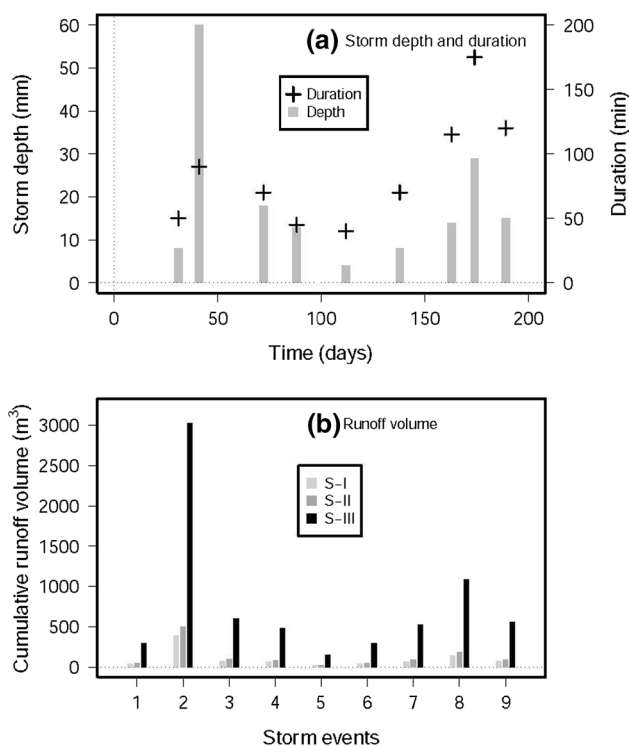 (a) Storm depth and duration
Duration
Depth
Storm depth (mm)
60
50
40
30
20
10
0
Duration (min)
200
150
100
50
0
0 50 100 150 200
Time (days)
(b) Runoff volume
S-I
S-II
S-III
Cumulative runoff volume (m³)
3000
2500
2000
1500
1000
500
0
1 2 3 4 5 6 7 8 9
Storm events